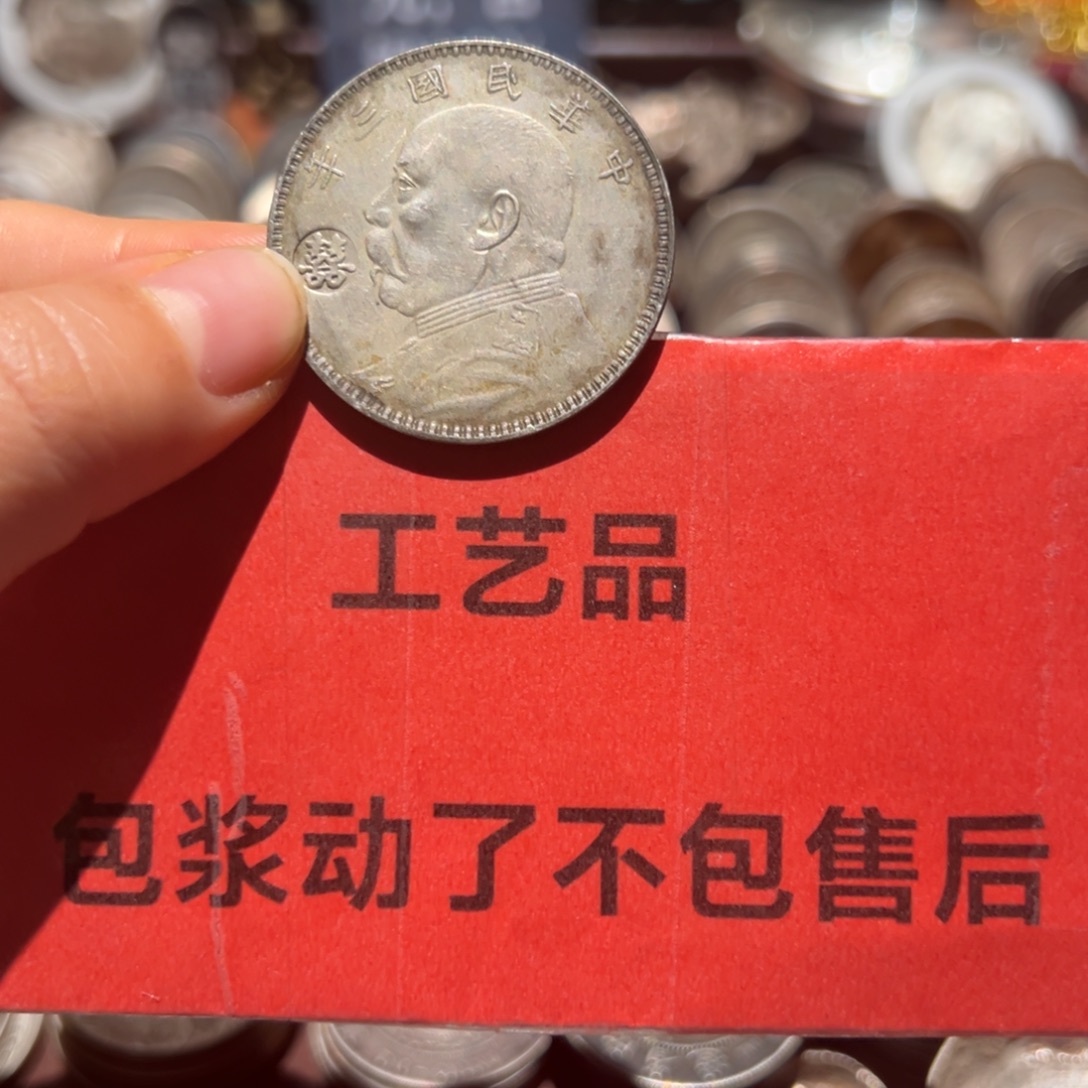 中華民國三年
工艺品
包浆动了不包售后